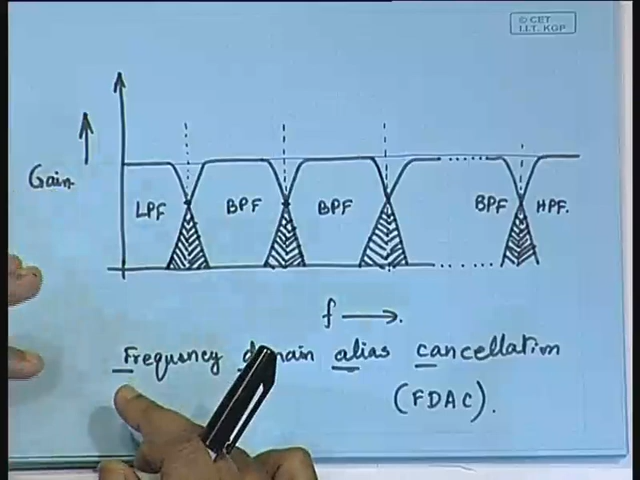 © CET
I.I.T. KGP
Gain
LPF BPF BPF BPF HPF.
f
Frequency domain alias cancellation
(FDAC).